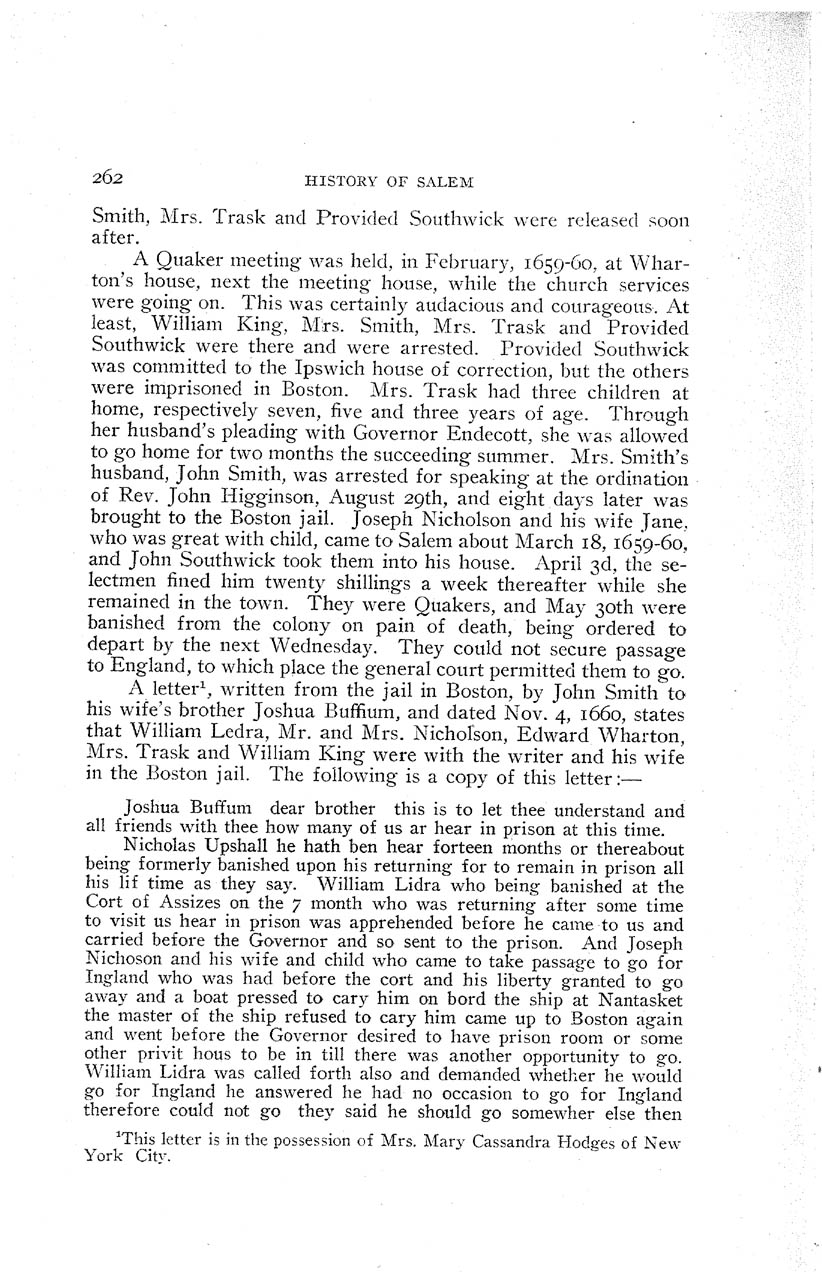 262 HISTORY OF SALEM
Smith, Mrs. Trask and Provided Southwick were released soon
after.
A Quaker meeting was held, in February, 1659-60, at Whar-
ton's house, next the meeting house, while the church services
were going on. This was certainly audacious and courageous. At
least, William King, Mrs. Smith, Mrs. Trask and Provided
Southwick were there and were arrested. Provided Southwick
was committed to the Ipswich house of correction, but the others
were imprisoned in Boston. Mrs. Trask had three children at
home, respectively seven, five and three years of age. Through
her husband's pleading with Governor Endecott, she was allowed
to go home for two months the succeeding summer. Mrs. Smith's
husband, John Smith, was arrested for speaking at the ordination
of Rev. John Higginson, August 29th, and eight days later was
brought to the Boston jail. Joseph Nicholson and his wife Jane,
who was great with child, came to Salem about March 18, 1659-60,
and John Southwick took them into his house. April 3d, the se-
lectmen fined him twenty shillings a week thereafter while she
remained in the town. They were Quakers, and May 30th were
banished from the colony on pain of death, being ordered to
depart by the next Wednesday. They could not secure passage
to England, to which place the general court permitted them to go.
A letter¹, written from the jail in Boston, by John Smith to
his wife's brother Joshua Buffium, and dated Nov. 4, 1660, states
that William Ledra, Mr. and Mrs. Nicholson, Edward Wharton,
Mrs. Trask and William King were with the writer and his wife
in the Boston jail. The following is a copy of this letter:—
Joshua Buffum dear brother this is to let thee understand and
all friends with thee how many of us ar hear in prison at this time.
Nicholas Upshall he hath ben hear forteen months or thereabout
being formerly banished upon his returning for to remain in prison all
his lif time as they say. William Lidra who being banished at the
Cort of Assizes on the 7 month who was returning after some time
to visit us hear in prison was apprehended before he came to us and
carried before the Governor and so sent to the prison. And Joseph
Nichoson and his wife and child who came to take passage to go for
Ingland who was had before the cort and his liberty granted to go
away and a boat pressed to cary him on bord the ship at Nantasket
the master of the ship refused to cary him came up to Boston again
and went before the Governor desired to have prison room or some
other privit hous to be in till there was another opportunity to go.
William Lidra was called forth also and demanded whether he would
go for Ingland he answered he had no occasion to go for Ingland
therefore could not go they said he should go somewher else then
¹This letter is in the possession of Mrs. Mary Cassandra Hodges of New
York City.